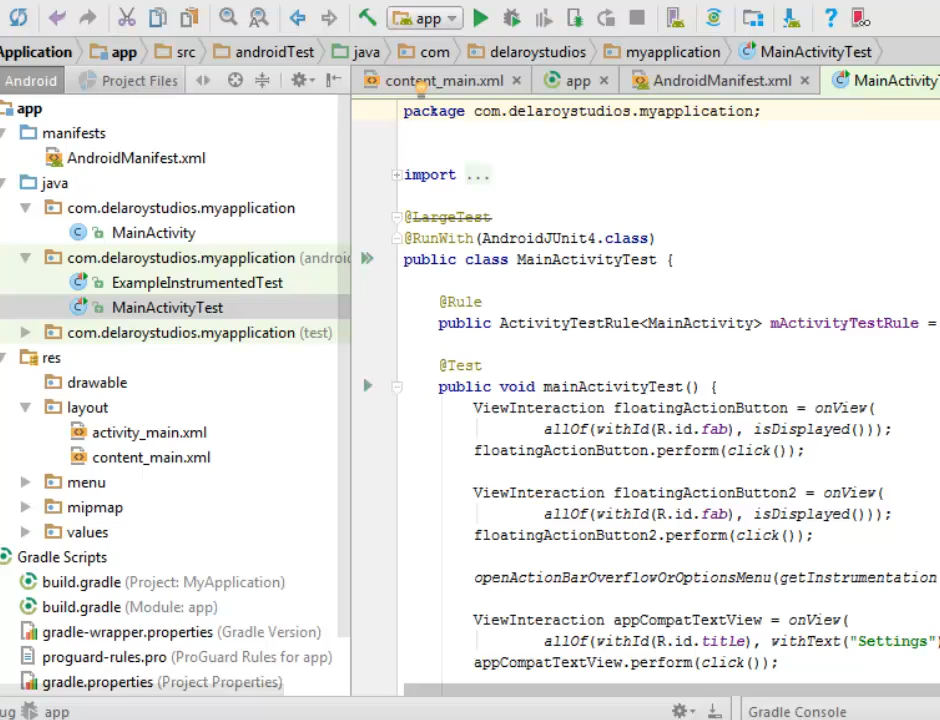 app
Application app src androidTest java com delaroystudios myapplication MainActivityTest
Android Project Files
content_main.xml app AndroidManifest.xml MainActivityT
app
manifests
AndroidManifest.xml
java
com.delaroystudios.myapplication
MainActivity
com.delaroystudios.myapplication (androi
ExampleInstrumentedTest
MainActivityTest
com.delaroystudios.myapplication (test)
res
drawable
layout
activity_main.xml
content_main.xml
menu
mipmap
values
Gradle Scripts
build.gradle (Project: MyApplication)
build.gradle (Module: app)
gradle-wrapper.properties (Gradle Version)
proguard-rules.pro (ProGuard Rules for app)
gradle.properties (Project Properties)
package com.delaroystudios.myapplication;
import ...
@LargeTest
@RunWith(AndroidJUnit4.class)
public class MainActivityTest {
@Rule
public ActivityTestRule<MainActivity> mActivityTestRule =
@Test
public void mainActivityTest() {
ViewInteraction floatingActionButton = onView(
allOf(withId(R.id.fab), isDisplayed()));
floatingActionButton.perform(click());
ViewInteraction floatingActionButton2 = onView(
allOf(withId(R.id.fab), isDisplayed()));
floatingActionButton2.perform(click());
openActionBarOverflowOrOptionsMenu(getInstrumentation
ViewInteraction appCompatTextView = onView(
allOf(withId(R.id.title), withText("Settings")
appCompatTextView.perform(click());
ug app
Gradle Console